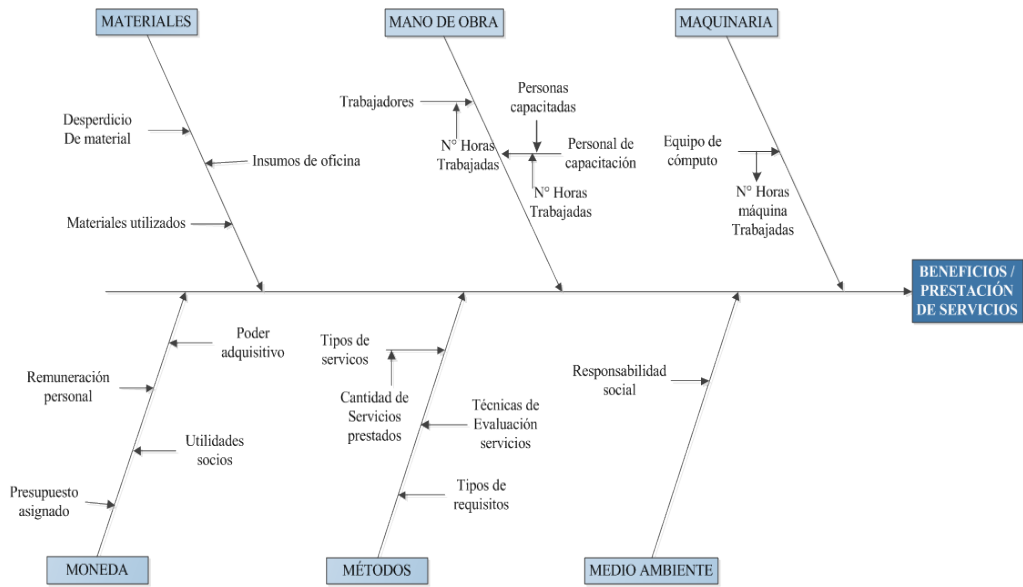 MATERIALES
MANO DE OBRA
MAQUINARIA
Desperdicio
De material
Insumos de oficina
Materiales utilizados
Trabajadores
N° Horas
Trabajadas
Personas
capacitadas
Personal de
capacitación
N° Horas
Trabajadas
Equipo de
cómputo
N° Horas
máquina
Trabajadas
BENEFICIOS /
PRESTACIÓN
DE SERVICIOS
Poder
adquisitivo
Remuneración
personal
Utilidades
socios
Presupuesto
asignado
Tipos de
servicos
Cantidad de
Servicios
prestados
Técnicas de
Evaluación
servicios
Tipos de
requisitos
Responsabilidad
social
MONEDA
MÉTODOS
MEDIO AMBIENTE